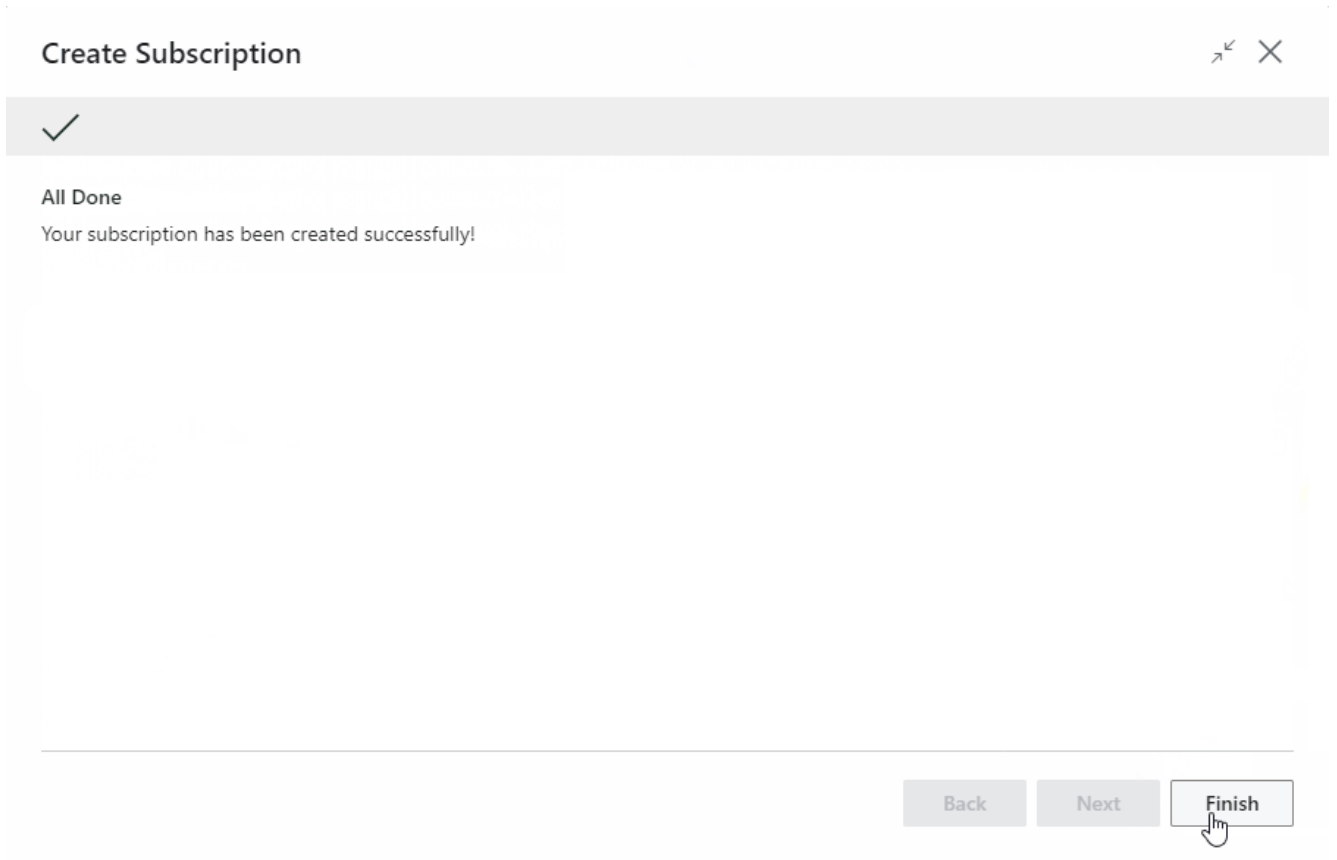 Create Subscription
All Done
Your subscription has been created successfully!
Back Next Finish